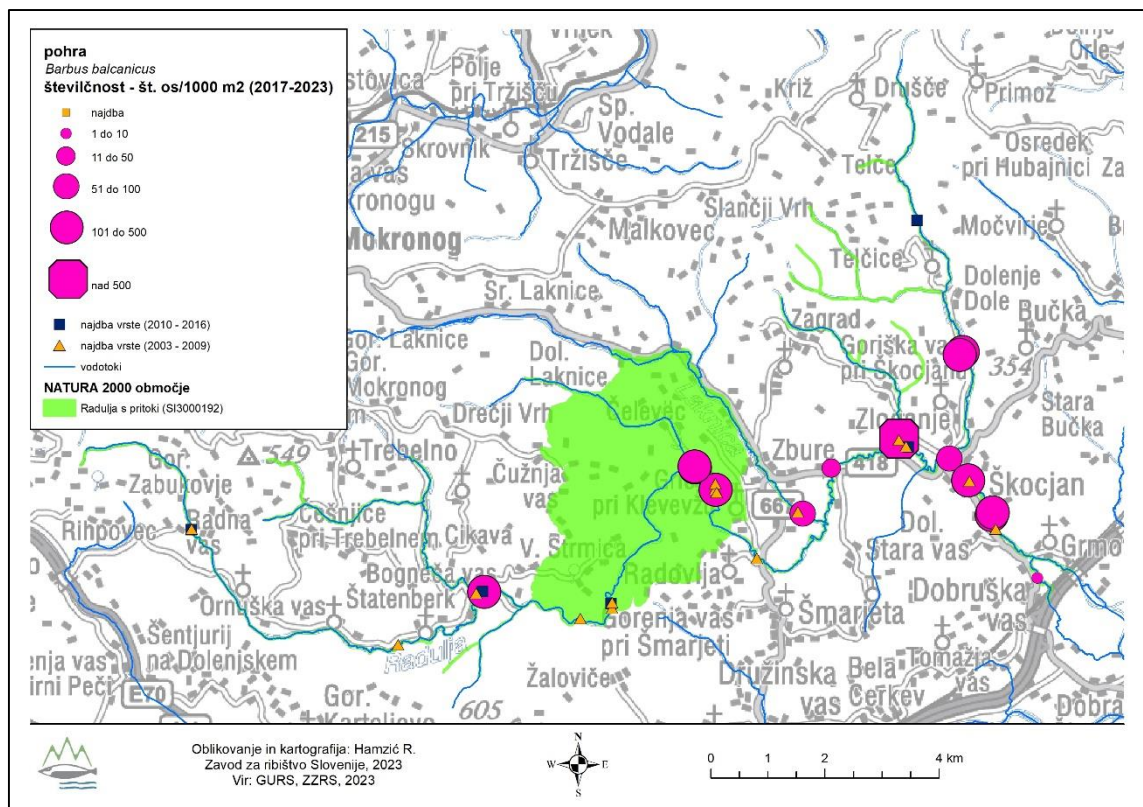 pohra
Barbus balcanicus
številčnost - št. os/1000 m2 (2017-2023)
najdba
1 do 10
11 do 50
51 do 100
101 do 500
nad 500
najdba vrste (2010 - 2016)
najdba vrste (2003 - 2009)
vodotoki
NATURA 2000 območje
Radulja s pritoki (SI3000192)
Polje
pri Tržišču
Križ
Drušče
Primož
215
Skrovnik
Sp.
Vodale
Tržišče
Telče
Osredek
pri Hubajnici
Mokronog
Malkovec
Slančji Vrh
Močvirje
Telčice
Dolenje
Dole
Bučka
Sr. Laknice
Zagrad
Gor. Laknice
Dol.
Laknice
Goriška vas
pri Škocjanu
354
Gor.
Mokronog
Drečji Vrh
Čelevec
Zloganje
Stara
Bučka
Trebelno
549
Zbure
418
Gor.
Zabukovje
Čužnja
vas
pri Klevevžu
Škocjan
Rihpovec
Radna
vas
Češnjice
pri Trebelnem
Cikava
Dol.
Stara vas
V. Strmica
Bogneča vas
Radovlja
Dobruška
vas
Ornuška vas
Štatenberk
Šmarjeta
Radulja
Gorenja vas
pri Šmarjeti
Šentjurij
na Dolenjskem
Tomažja
vas
Žaloviče
Družinska
vas
Bela
Cerkev
E70
605
Gor.
Oblikovanje in kartografija: Hamzić R.
Zavod za ribištvo Slovenije, 2023
Vir: GURS, ZZRS, 2023
N
W
E
S
0
1
2
4 km